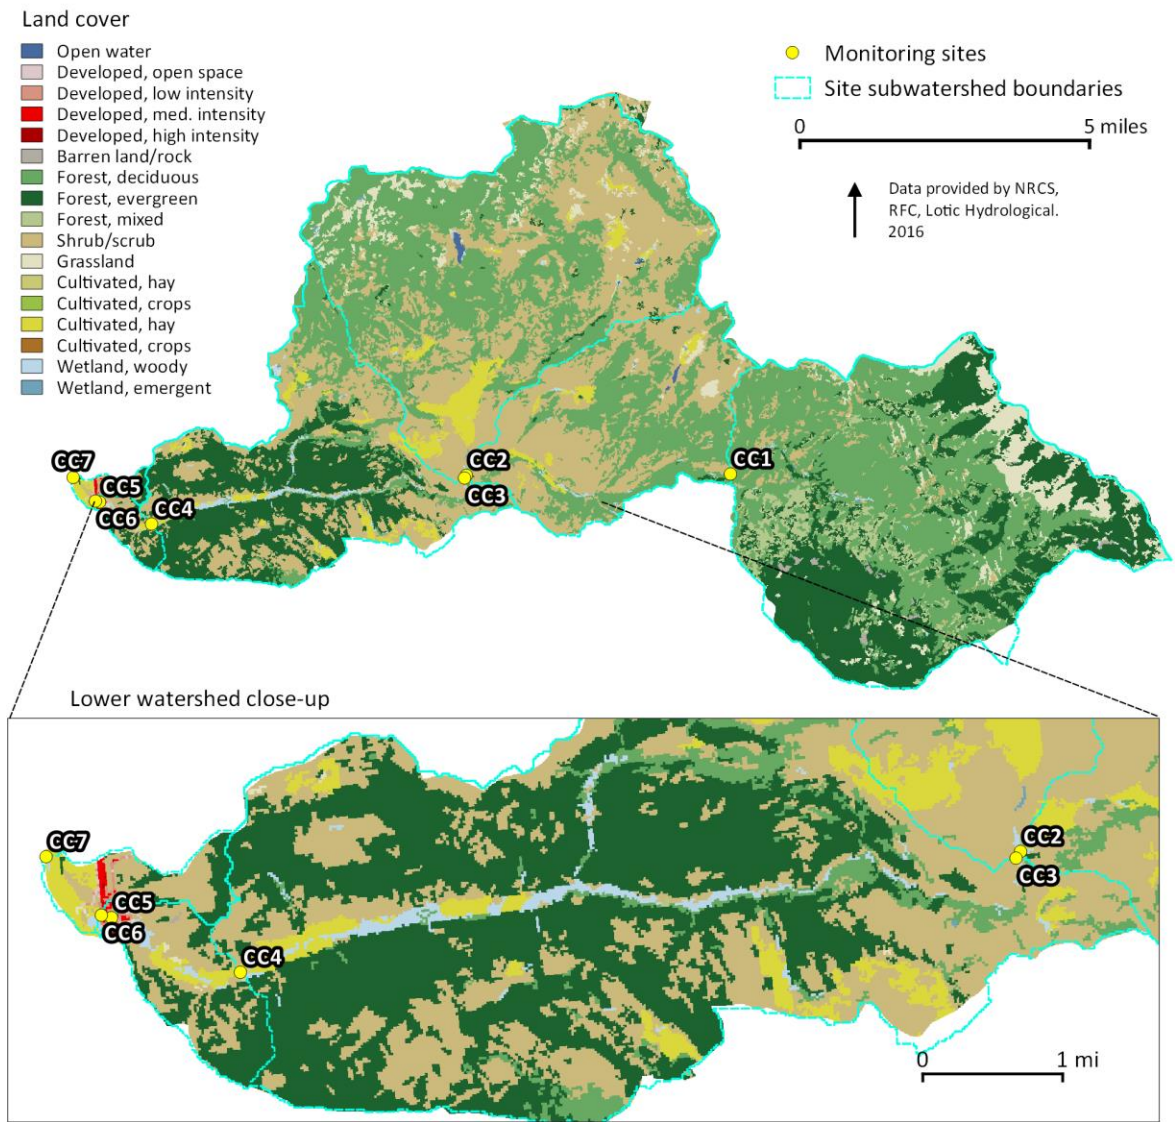 Land cover
Open water
Developed, open space
Developed, low intensity
Developed, med. intensity
Developed, high intensity
Barren land/rock
Forest, deciduous
Forest, evergreen
Forest, mixed
Shrub/scrub
Grassland
Cultivated, hay
Cultivated, crops
Cultivated, hay
Cultivated, crops
Wetland, woody
Wetland, emergent
Monitoring sites
Site subwatershed boundaries
0 5 miles
Data provided by NRCS,
RFC, Lotic Hydrological.
2016
CC7
CC5
CC6
CC4
CC2
CC3
CC1
Lower watershed close-up
CC7
CC5
CC6
CC4
CC2
CC3
0 1 mi